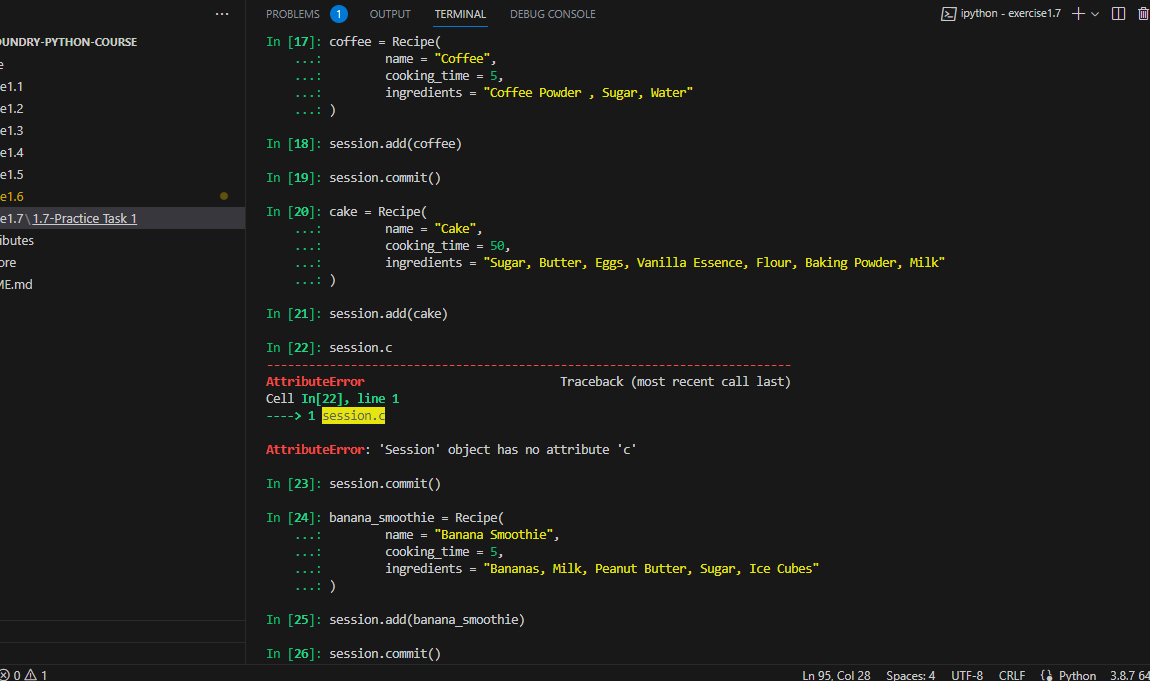 PROBLEMS 1 OUTPUT TERMINAL DEBUG CONSOLE ipython - exercise1.7
OUNDRY-PYTHON-COURSE
e
e1.1
e1.2
e1.3
e1.4
e1.5
e1.6
e1.7\1.7-Practice Task 1
ibutes
ore
ME.md
In [17]: coffee = Recipe(
...: name = "Coffee",
...: cooking_time = 5,
...: ingredients = "Coffee Powder , Sugar, Water"
...: )
In [18]: session.add(coffee)
In [19]: session.commit()
In [20]: cake = Recipe(
...: name = "Cake",
...: cooking_time = 50,
...: ingredients = "Sugar, Butter, Eggs, Vanilla Essence, Flour, Baking Powder, Milk"
...: )
In [21]: session.add(cake)
In [22]: session.c
---------------------------------------------------------------------------
AttributeError Traceback (most recent call last)
Cell In[22], line 1
----> 1 session.c
AttributeError: 'Session' object has no attribute 'c'
In [23]: session.commit()
In [24]: banana_smoothie = Recipe(
...: name = "Banana Smoothie",
...: cooking_time = 5,
...: ingredients = "Bananas, Milk, Peanut Butter, Sugar, Ice Cubes"
...: )
In [25]: session.add(banana_smoothie)
In [26]: session.commit()
0 1 Ln 95, Col 28 Spaces: 4 UTF-8 CRLF Python 3.8.7 64